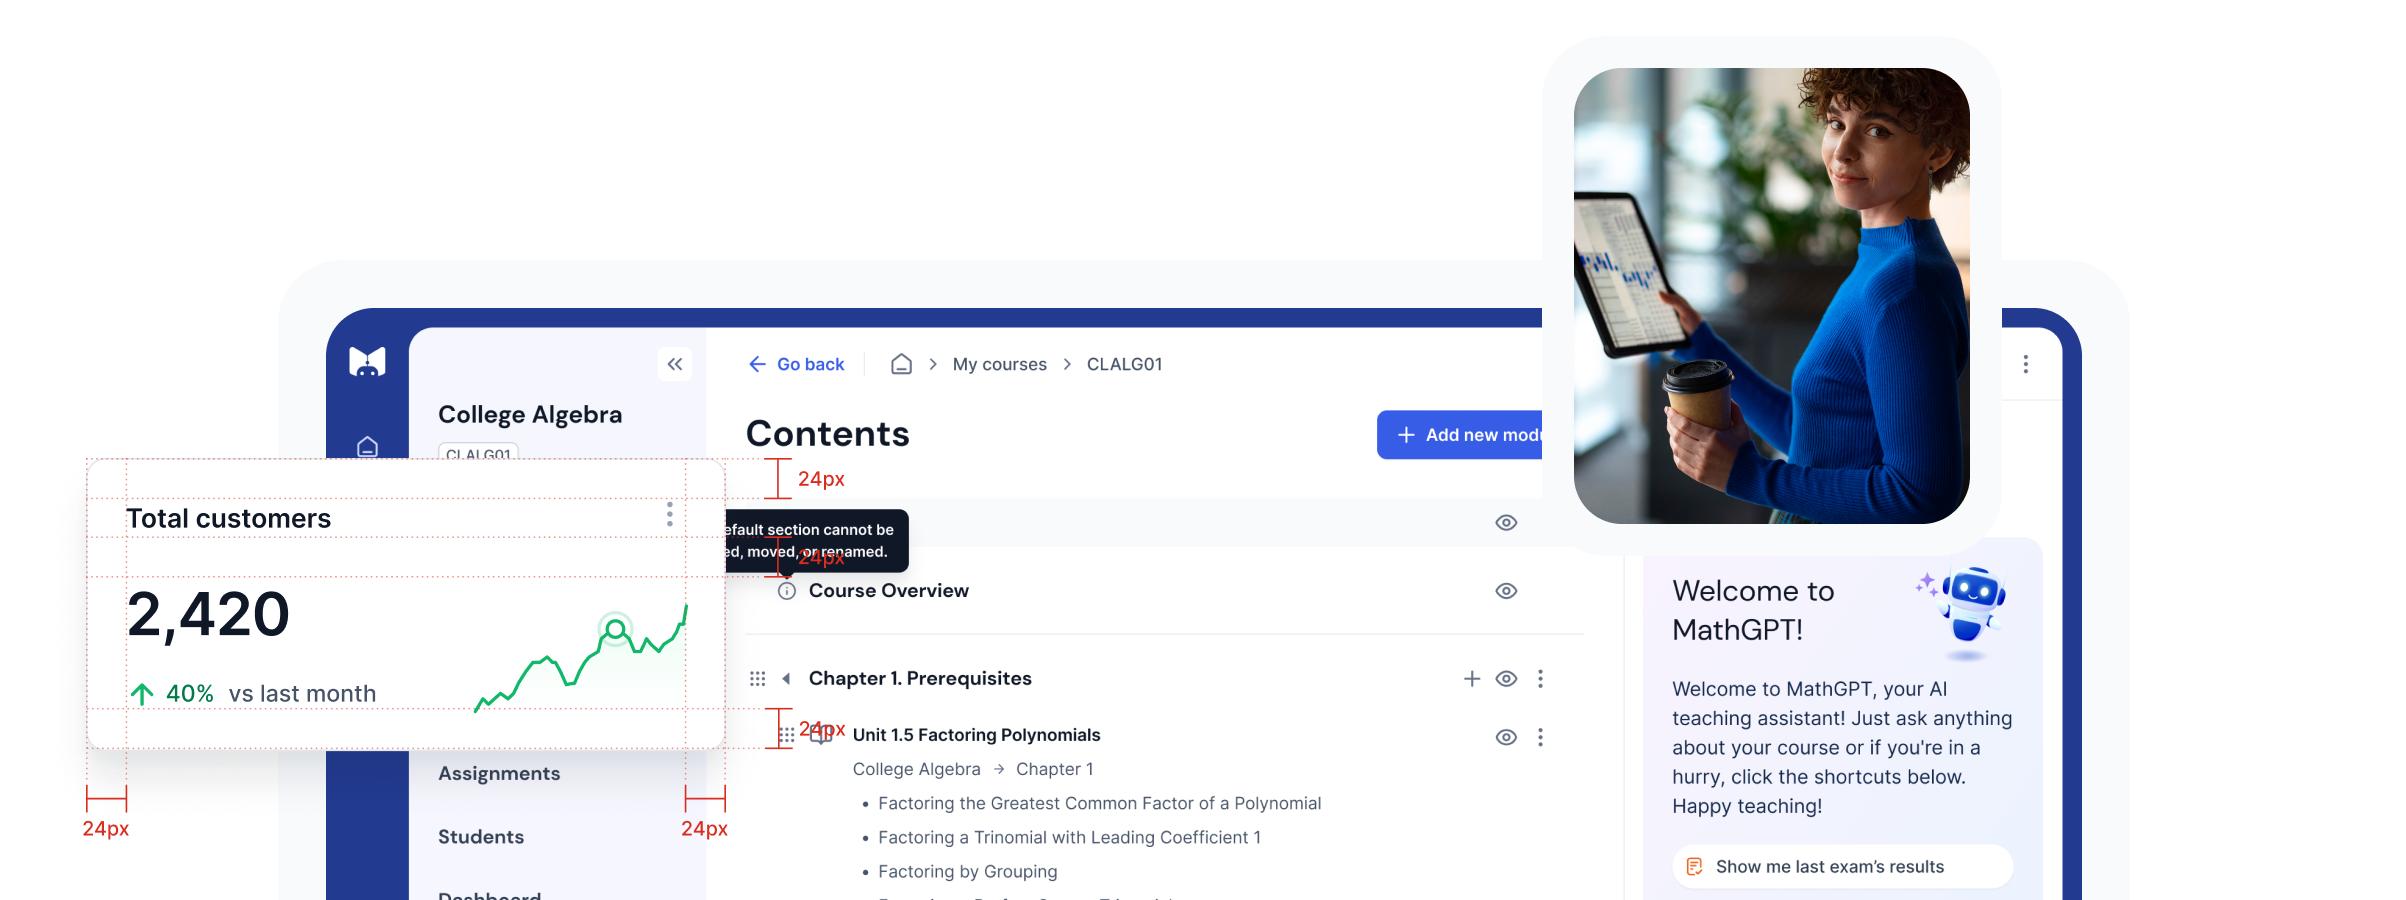 Go back
My courses
CLALG01
College Algebra
CLALG01
Contents
Add new
24px
Total customers
efault section cannot be
ed, moved, or renamed.
24px
Course Overview
2,420
40% vs last month
Chapter 1. Prerequisites
24px
Unit 1.5 Factoring Polynomials
College Algebra → Chapter 1
• Factoring the Greatest Common Factor of a Polynomial
• Factoring a Trinomial with Leading Coefficient 1
• Factoring by Grouping
24px
24px
Assignments
Students
Dashboard
Welcome to
MathGPT!
Welcome to MathGPT, your AI
teaching assistant! Just ask anything
about your course or if you're in a
hurry, click the shortcuts below.
Happy teaching!
Show me last exam’s results